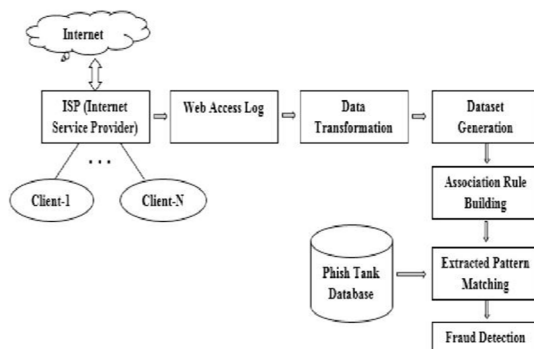 Internet
ISP (Internet
Service Provider)
Web Access Log
Data
Transformation
Dataset
Generation
• • •
Client-1
Client-N
Association Rule
Building
Phish Tank
Database
Extracted Pattern
Matching
Fraud Detection